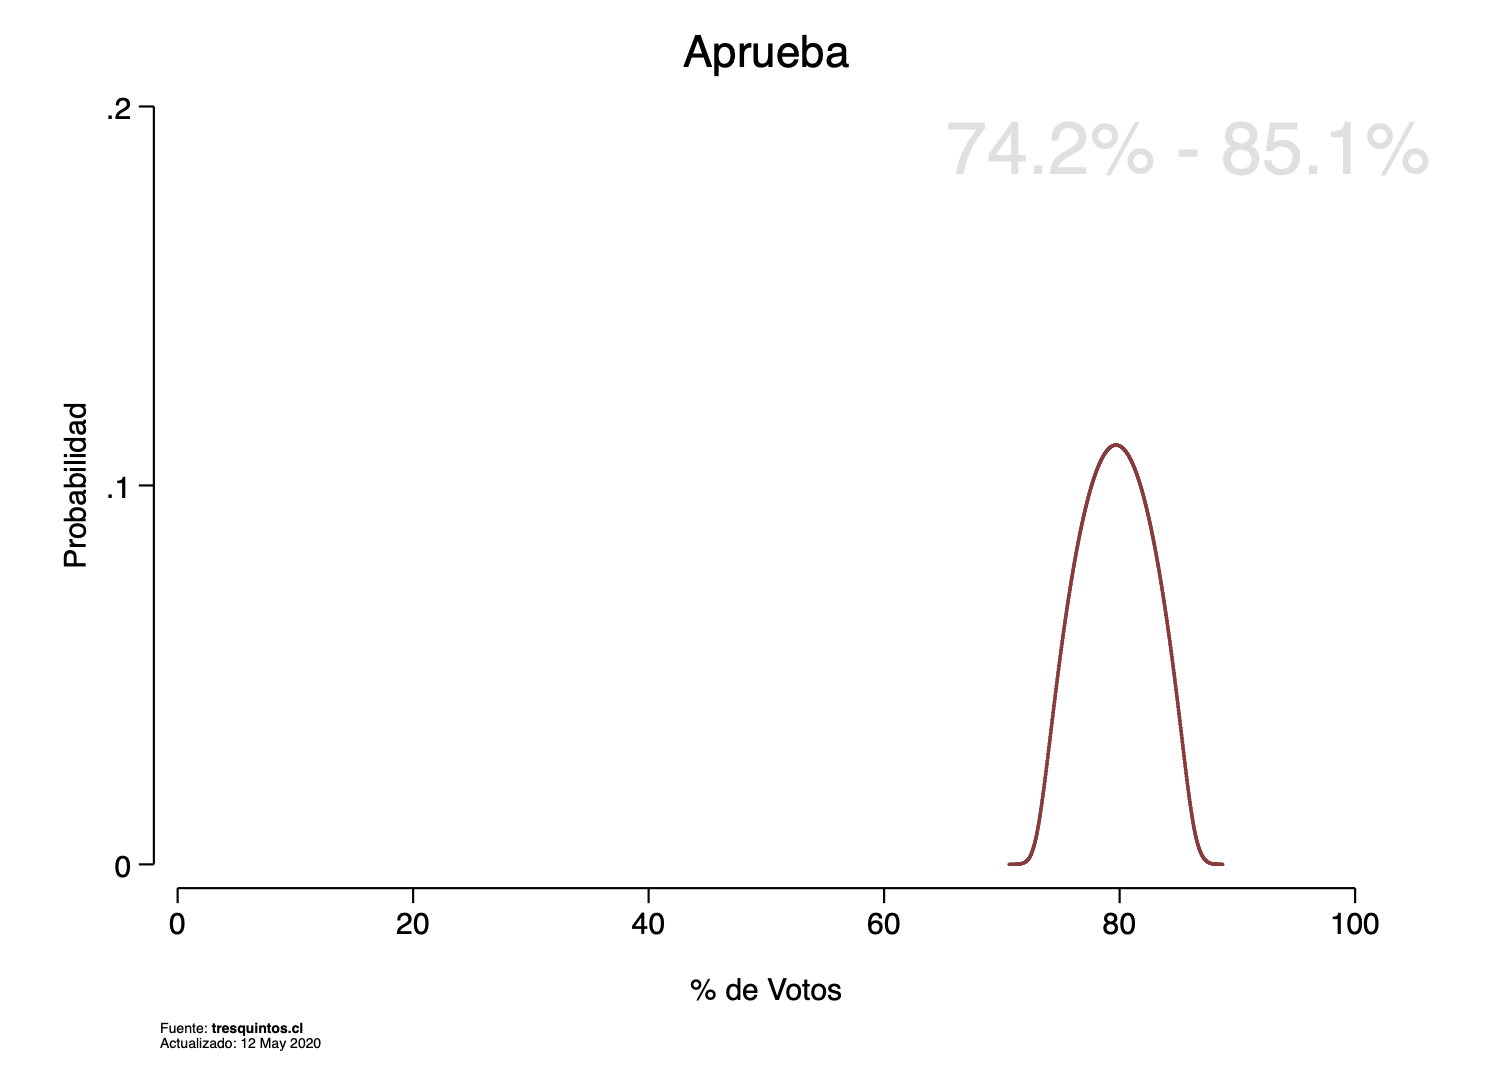 Aprueba
74.2% - 85.1%
.2
.1
0
Probabilidad
0 20 40 60 80 100
% de Votos
Fuente: tresquintos.cl
Actualizado: 12 May 2020